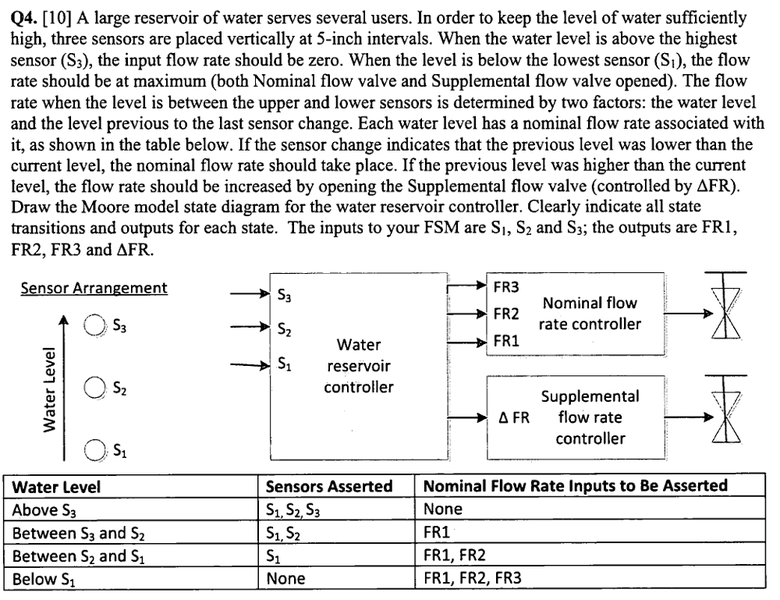 Q4. [10] A large reservoir of water serves several users. In order to keep the level of water sufficiently
high, three sensors are placed vertically at 5-inch intervals. When the water level is above the highest
sensor (S₃), the input flow rate should be zero. When the level is below the lowest sensor (S₁), the flow
rate should be at maximum (both Nominal flow valve and Supplemental flow valve opened). The flow
rate when the level is between the upper and lower sensors is determined by two factors: the water level
and the level previous to the last sensor change. Each water level has a nominal flow rate associated with
it, as shown in the table below. If the sensor change indicates that the previous level was lower than the
current level, the nominal flow rate should take place. If the previous level was higher than the current
level, the flow rate should be increased by opening the Supplemental flow valve (controlled by ΔFR).
Draw the Moore model state diagram for the water reservoir controller. Clearly indicate all state
transitions and outputs for each state. The inputs to your FSM are S₁, S₂ and S₃; the outputs are FR1,
FR2, FR3 and ΔFR.
Sensor Arrangement
Water Level
S₃
S₂
S₁
S₃
S₂
S₁
Water
reservoir
controller
FR3
FR2
FR1
Nominal flow
rate controller
Δ FR
Supplemental
flow rate
controller
Water Level Sensors Asserted Nominal Flow Rate Inputs to Be Asserted
Above S₃ S₁, S₂, S₃ None
Between S₃ and S₂ S₁, S₂ FR1
Between S₂ and S₁ S₁ FR1, FR2
Below S₁ None FR1, FR2, FR3